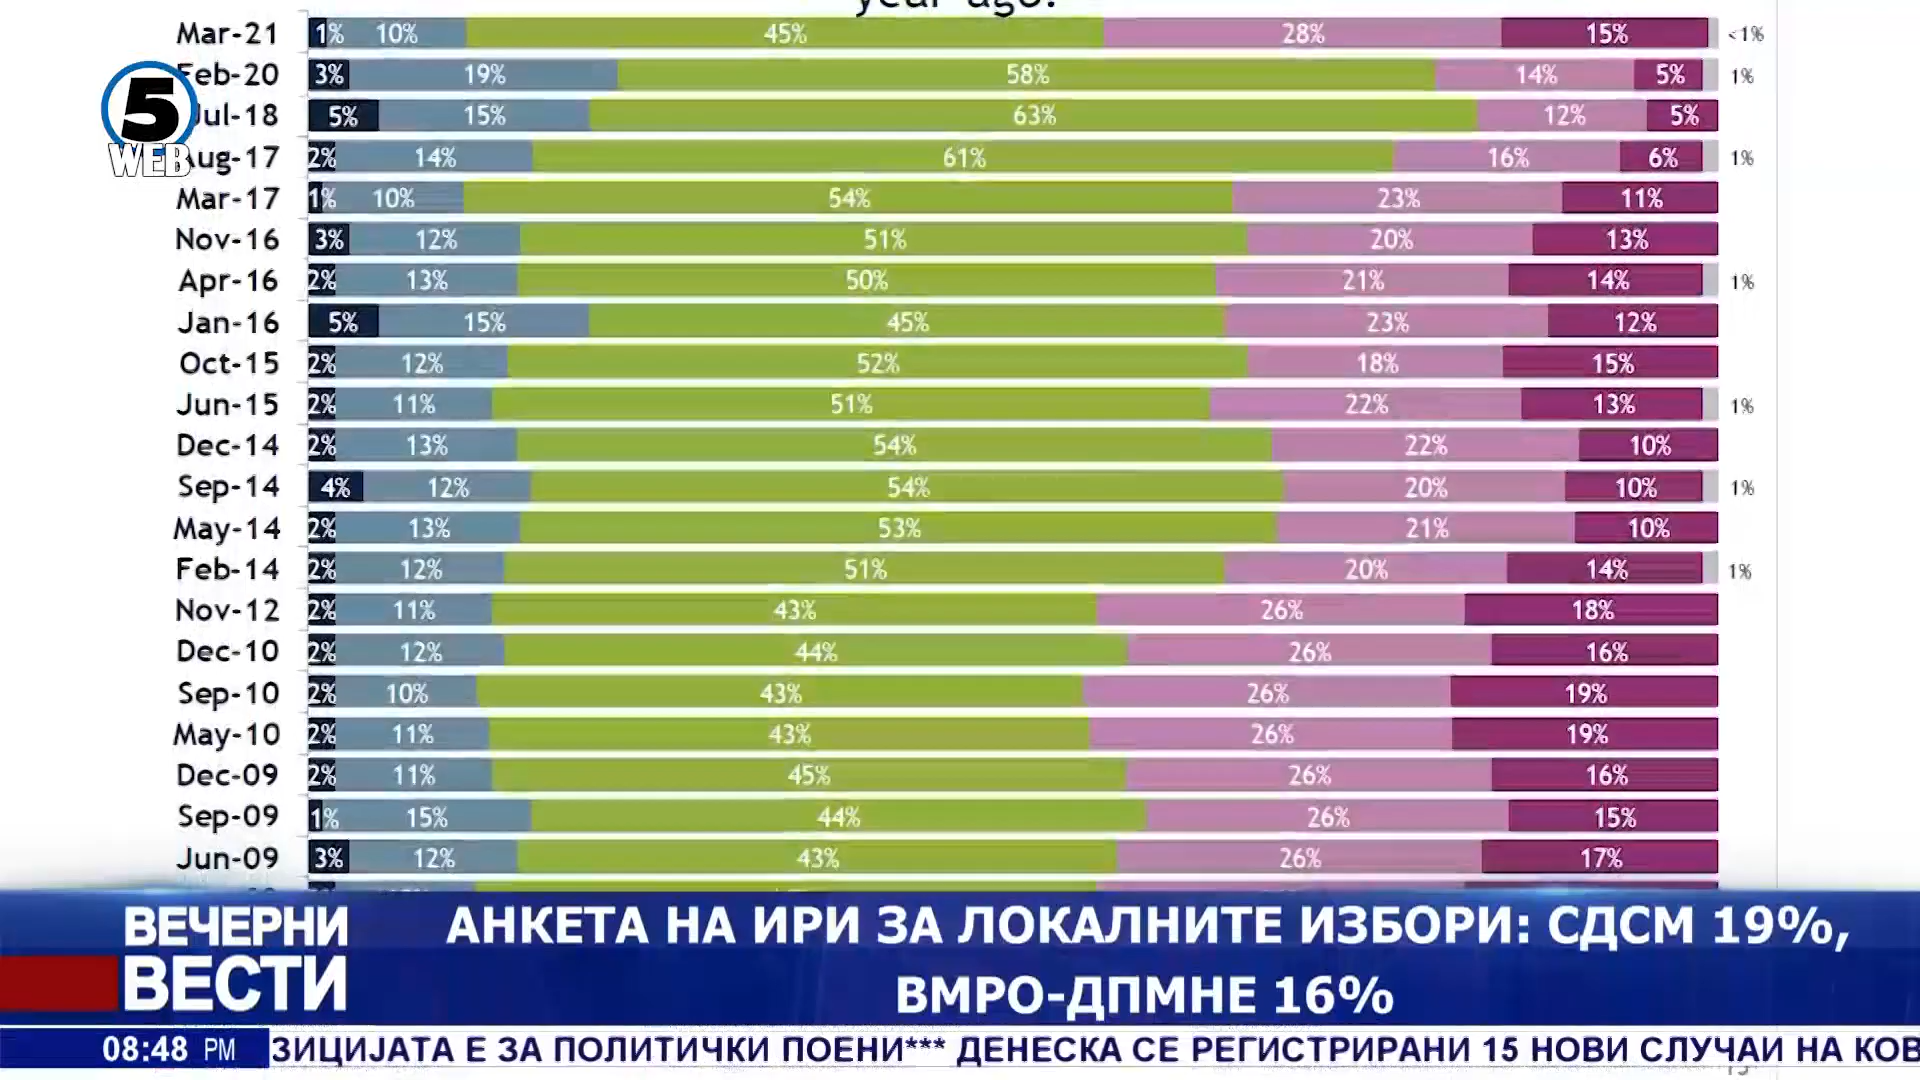 year ago?
Mar-21 1% 10% 45% 28% 15% <1%
Feb-20 3% 19% 58% 14% 5% 1%
Jul-18 5% 15% 63% 12% 5%
Aug-17 2% 14% 61% 16% 6% 1%
Mar-17 1% 10% 54% 23% 11%
Nov-16 3% 12% 51% 20% 13%
Apr-16 2% 13% 50% 21% 14% 1%
Jan-16 5% 15% 45% 23% 12%
Oct-15 2% 12% 52% 18% 15%
Jun-15 2% 11% 51% 22% 13% 1%
Dec-14 2% 13% 54% 22% 10%
Sep-14 4% 12% 54% 20% 10% 1%
May-14 2% 13% 53% 21% 10%
Feb-14 2% 12% 51% 20% 14% 1%
Nov-12 2% 11% 43% 26% 18%
Dec-10 2% 12% 44% 26% 16%
Sep-10 2% 10% 43% 26% 19%
May-10 2% 11% 43% 26% 19%
Dec-09 2% 11% 45% 26% 16%
Sep-09 1% 15% 44% 26% 15%
Jun-09 3% 12% 43% 26% 17%
5
WEB
ВЕЧЕРНИ
ВЕСТИ
АНКЕТА НА ИРИ ЗА ЛОКАЛНИТЕ ИЗБОРИ: СДСМ 19%,
ВМРО-ДПМНЕ 16%
08:48 PM
ЗИЦИЈАТА Е ЗА ПОЛИТИЧКИ ПОЕНИ*** ДЕНЕСКА СЕ РЕГИСТРИРАНИ 15 НОВИ СЛУЧАИ НА КОВ